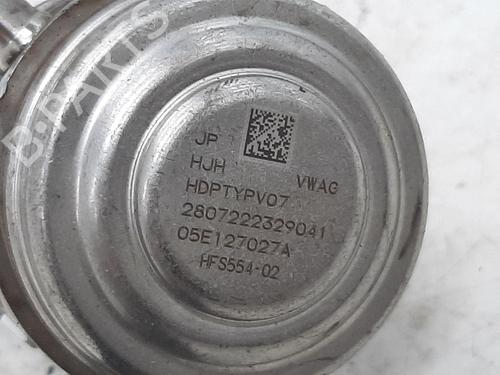 B-PARTS
JP
HJH VWAG
HDPTYPV07
2807222329041
05E127027A
HFS554-02